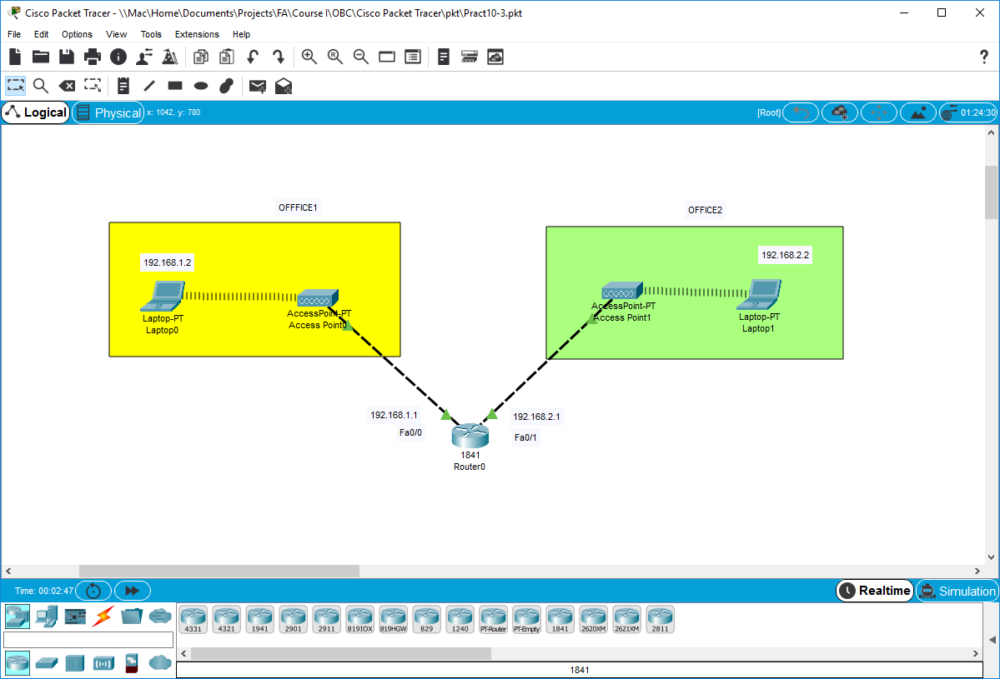 Cisco Packet Tracer - \\Mac\Home\Documents\Projects\FA\Course I\OBC\Cisco Packet Tracer\pkt\Pract10-3.pkt
File Edit Options View Tools Extensions Help
Logical Physical x: 1042, y: 780 [Root] 01:24:30
OFFFICE1
OFFICE2
192.168.1.2
192.168.2.2
Laptop-PT
Laptop0
AccessPoint-PT
Access Point0
AccessPoint-PT
Access Point1
Laptop-PT
Laptop1
192.168.1.1
192.168.2.1
Fa0/0
Fa0/1
1841
Router0
Time: 00:02:47 Realtime Simulation
4331 4321 1941 2901 2911 819IOX 819HGW 829 1240 PT-Router PT-Empty 1841 2620XM 2621XM 2811
1841